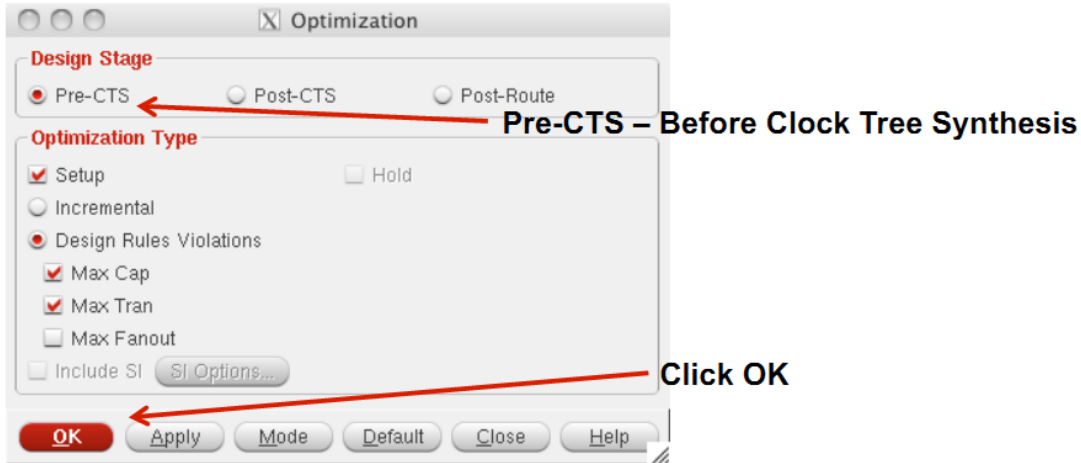 X Optimization
Design Stage
Pre-CTS Post-CTS Post-Route
Pre-CTS – Before Clock Tree Synthesis
Optimization Type
Setup Hold
Incremental
Design Rules Violations
Max Cap
Max Tran
Max Fanout
Include SI SI Options...
Click OK
OK Apply Mode Default Close Help